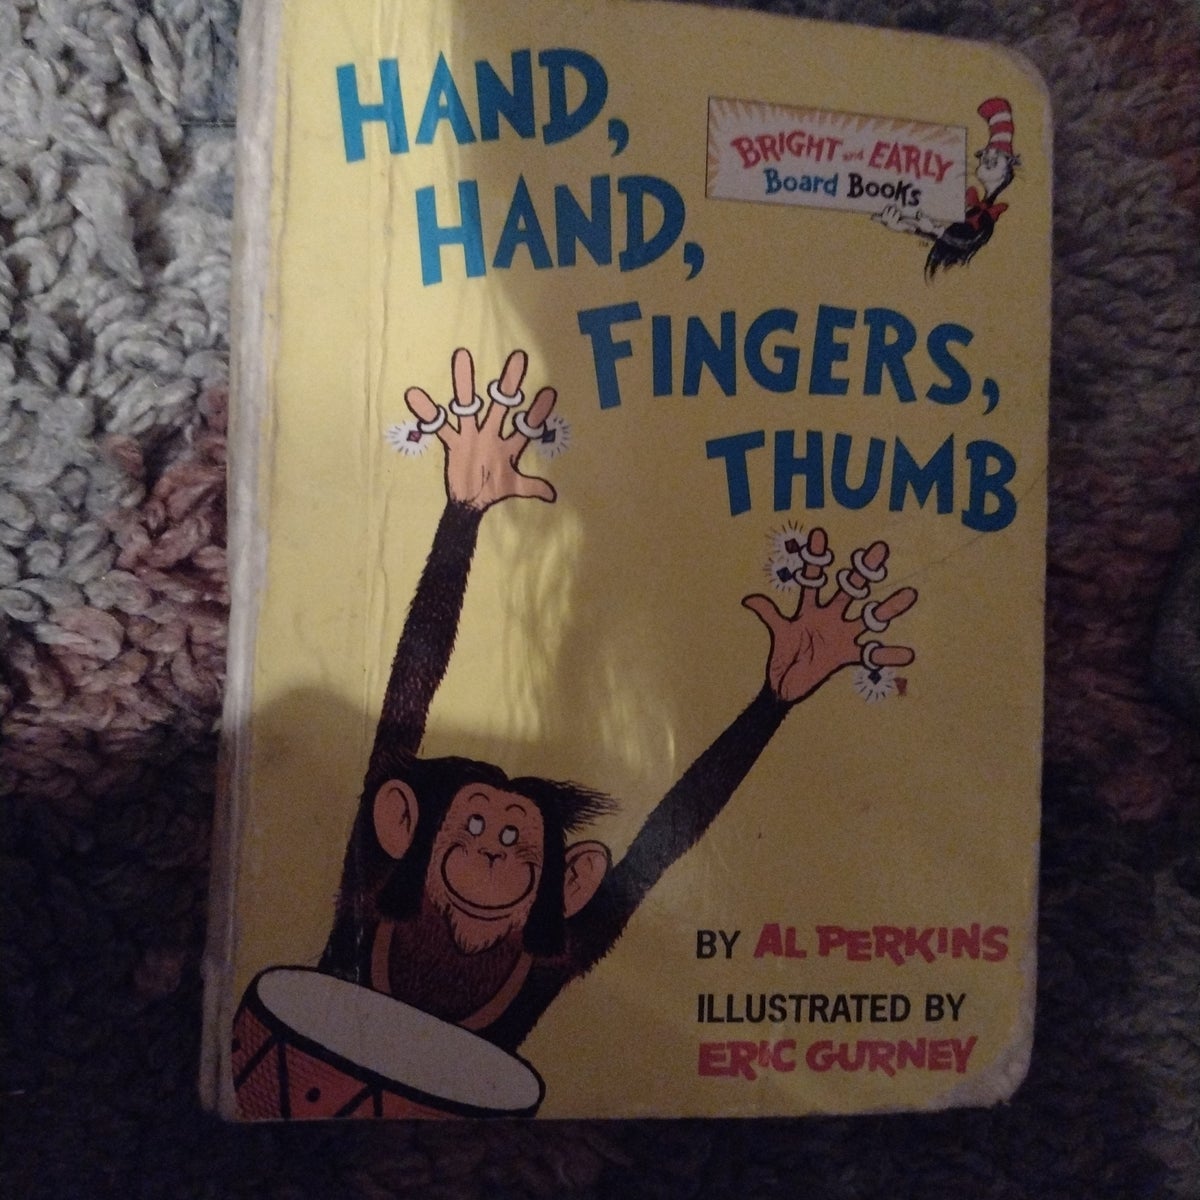 HAND,
HAND,
FINGERS,
THUMB
BRIGHT and EARLY
Board Books
BY AL PERKINS
ILLUSTRATED BY
ERIC GURNEY